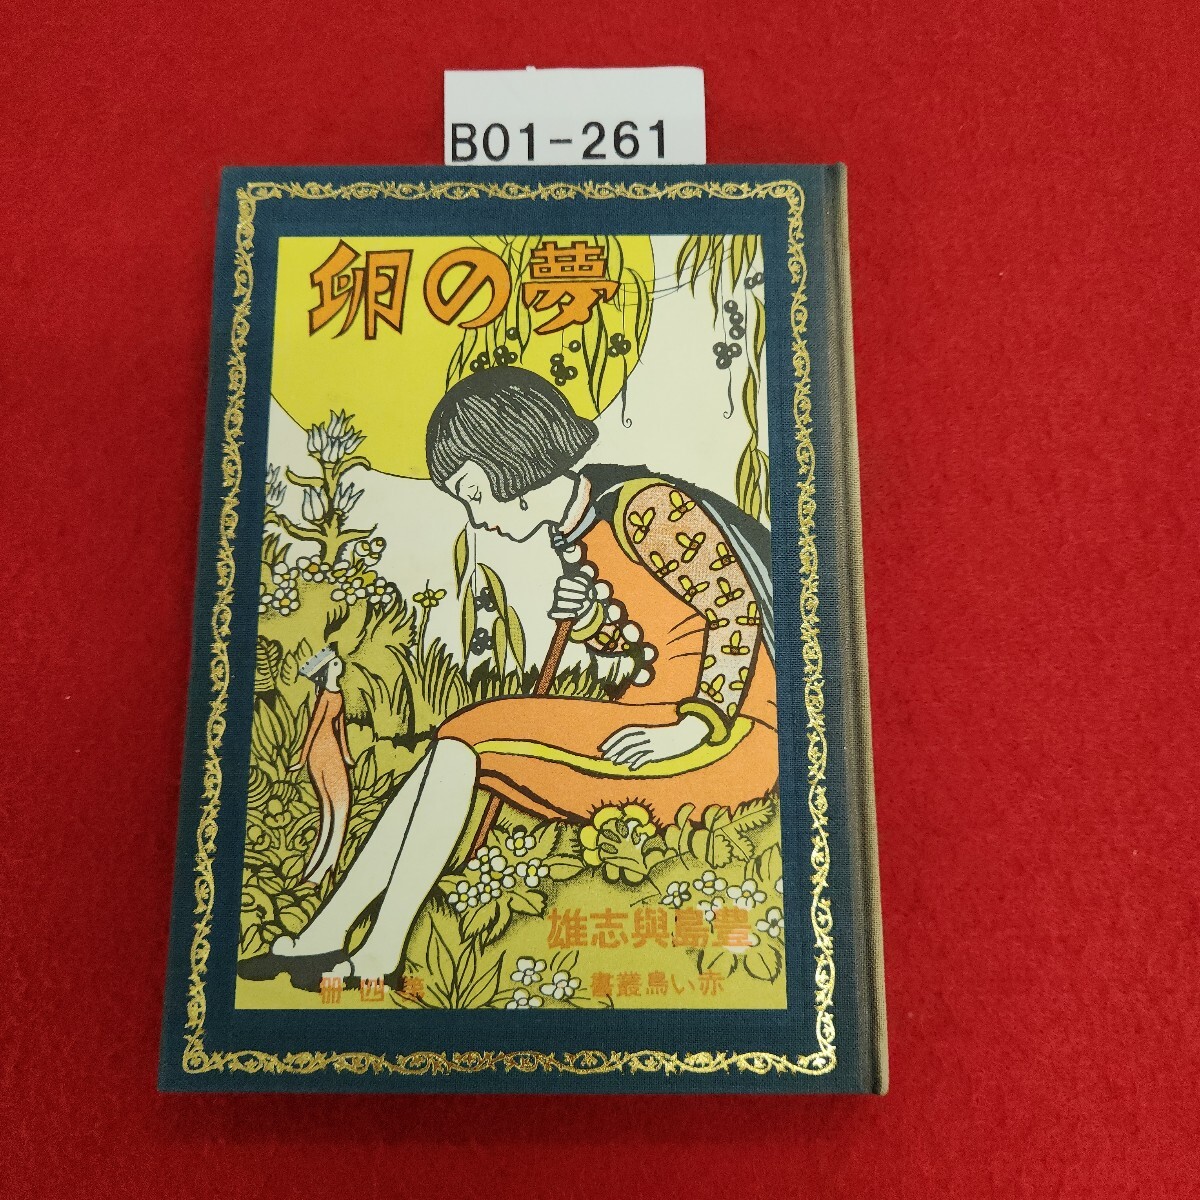 B01-261
夢の卵
豊島與志雄
赤い鳥叢書
第四冊